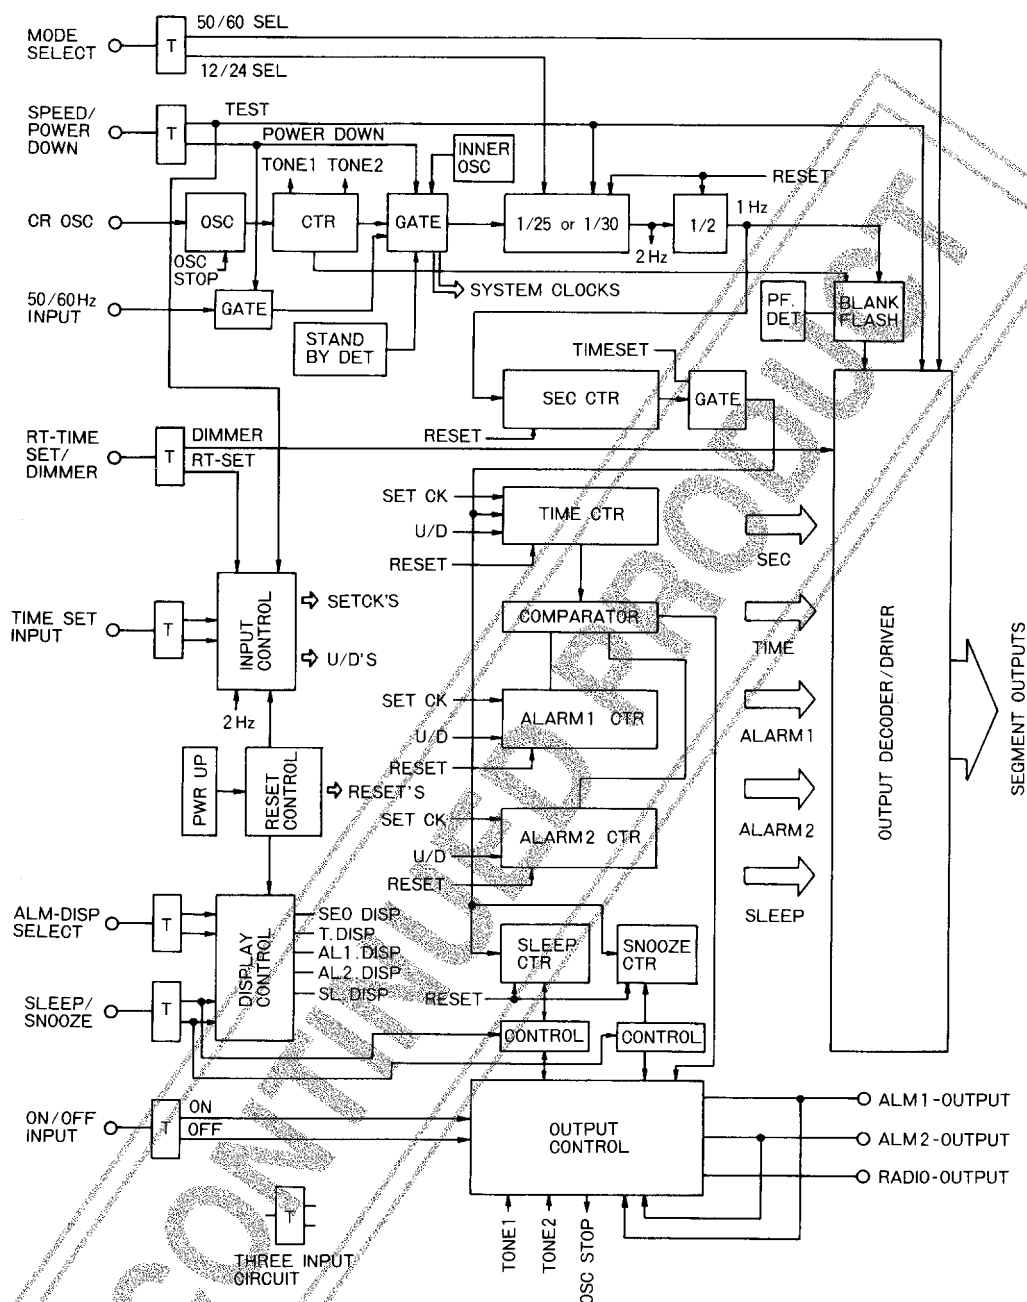 MODE
SELECT
T
50/60 SEL
12/24 SEL
SPEED/
POWER
DOWN
T
TEST
POWER DOWN
TONE1 TONE2
INNER
OSC
RESET
CR OSC
OSC
CTR
GATE
1/25 or 1/30
1/2
1Hz
2Hz
OSC
STOP
50/60Hz
INPUT
GATE
SYSTEM CLOCKS
STAND
BY DET
PF.
DET
BLANK
FLASH
TIMESET
SEC CTR
GATE
RESET
RT-TIME
SET/
DIMMER
T
DIMMER
RT-SET
SET CK
U/D
TIME CTR
RESET
SEC
TIME SET
INPUT
T
INPUT
CONTROL
SETCK'S
U/D'S
2Hz
COMPARATOR
TIME
SET CK
U/D
ALARM1 CTR
RESET
ALARM1
PWR UP
RESET
CONTROL
RESET'S
SET CK
U/D
ALARM2 CTR
RESET
ALARM2
OUTPUT DECODER/DRIVER
SEGMENT OUTPUTS
SLEEP
ALM-DISP
SELECT
T
DISPLAY
CONTROL
SEO DISP
T.DISP
AL1.DISP
AL2.DISP
SL.DISP
SLEEP/
SNOOZE
T
SLEEP
CTR
SNOOZE
CTR
RESET
CONTROL
CONTROL
ON/OFF
INPUT
T
ON
OFF
OUTPUT
CONTROL
ALM1-OUTPUT
ALM2-OUTPUT
RADIO-OUTPUT
TONE1
TONE2
OSC STOP
T
THREE INPUT
CIRCUIT
CONTINUED PRODUCT